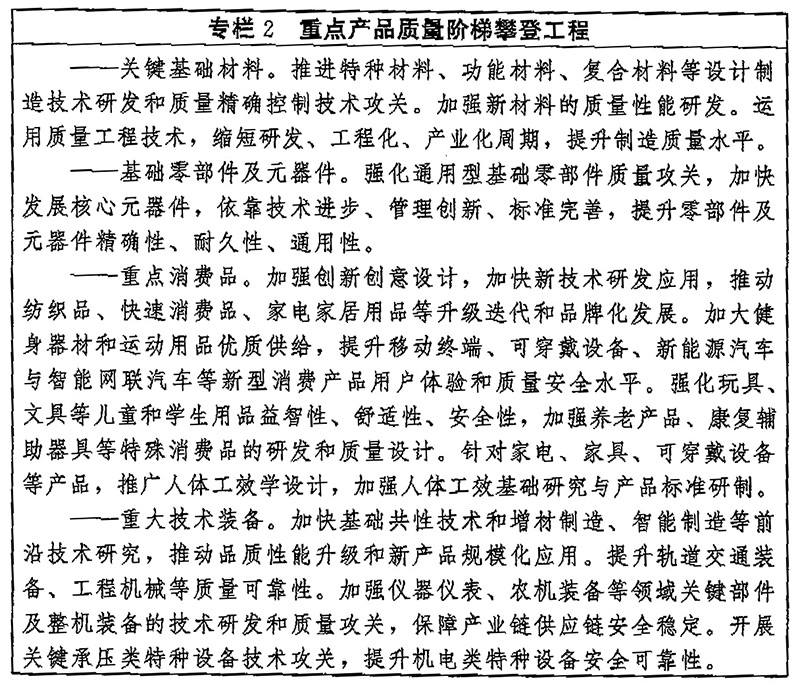 专栏2 重点产品质量阶梯攀登工程
——关键基础材料。推进特种材料、功能材料、复合材料等设计制
造技术研发和质量精确控制技术攻关。加强新材料的质量性能研发。运
用质量工程技术，缩短研发、工程化、产业化周期，提升制造质量水平。
——基础零部件及元器件。强化通用型基础零部件质量攻关，加快
发展核心元器件，依靠技术进步、管理创新、标准完善，提升零部件及
元器件精确性、耐久性、通用性。
——重点消费品。加强创新创意设计，加快新技术研发应用，推动
纺织品、快速消费品、家电家居用品等升级迭代和品牌化发展。加大健
身器材和运动用品优质供给，提升移动终端、可穿戴设备、新能源汽车
与智能网联汽车等新型消费产品用户体验和质量安全水平。强化玩具、
文具等儿童和学生用品益智性、舒适性、安全性，加强养老产品、康复辅
助器具等特殊消费品的研发和质量设计。针对家电、家具、可穿戴设备
等产品，推广人体工效学设计，加强人体工效基础研究与产品标准研制。
——重大技术装备。加快基础共性技术和增材制造、智能制造等前
沿技术研究，推动品质性能升级和新产品规模化应用。提升轨道交通装
备、工程机械等质量可靠性。加强仪器仪表、农机装备等领域关键部件
及整机装备的技术研发和质量攻关，保障产业链供应链安全稳定。开展
关键承压类特种设备技术攻关，提升机电类特种设备安全可靠性。